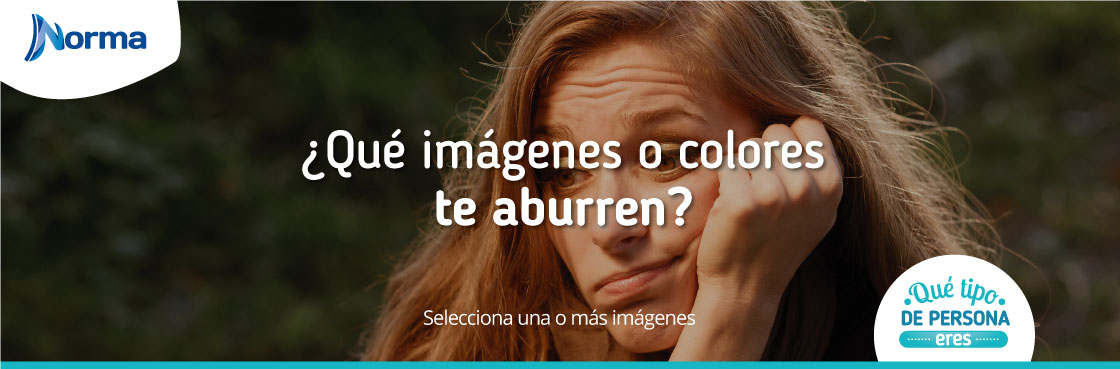 Norma
¿Qué imágenes o colores
te aburren?
Selecciona una o más imágenes
Qué tipo
DE PERSONA
eres